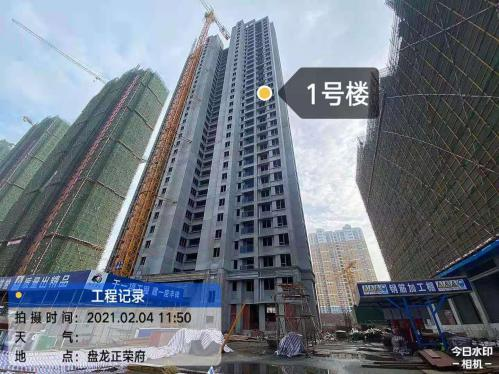 1号楼
钢筋加工棚
工程记录
拍摄时间：2021.02.04 11:50
天气：
地点：盘龙正荣府
今日水印
-相机-